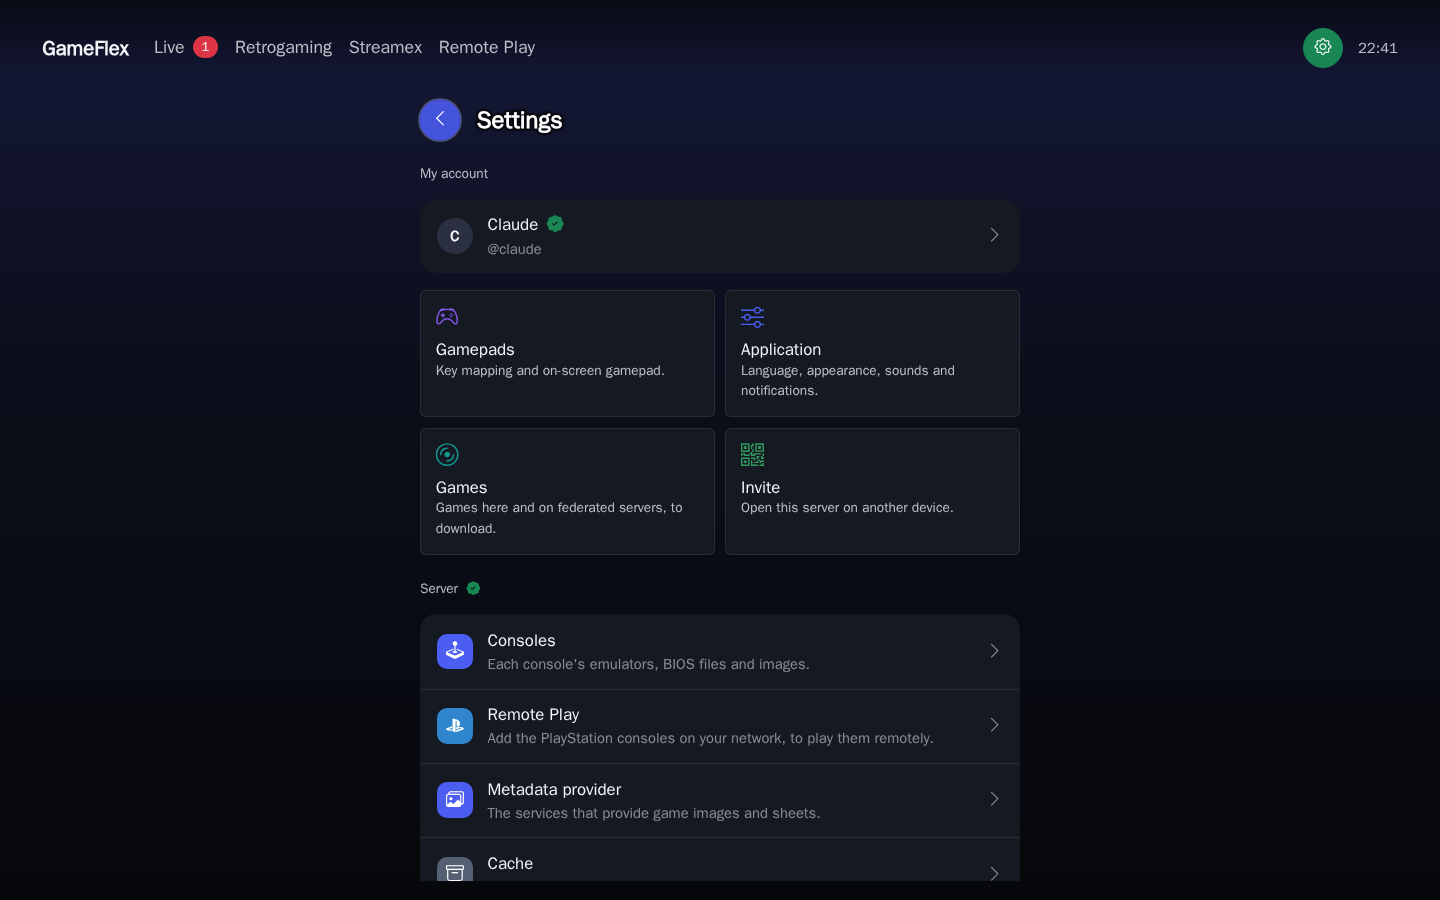 GameFlex Live 1 Retrogaming Streamex Remote Play 22:41
Settings
My account
C
Claude
@claude
Gamepads
Key mapping and on-screen gamepad.
Application
Language, appearance, sounds and
notifications.
Games
Games here and on federated servers, to
download.
Invite
Open this server on another device.
Server
Consoles
Each console's emulators, BIOS files and images.
Remote Play
Add the PlayStation consoles on your network, to play them remotely.
Metadata provider
The services that provide game images and sheets.
Cache